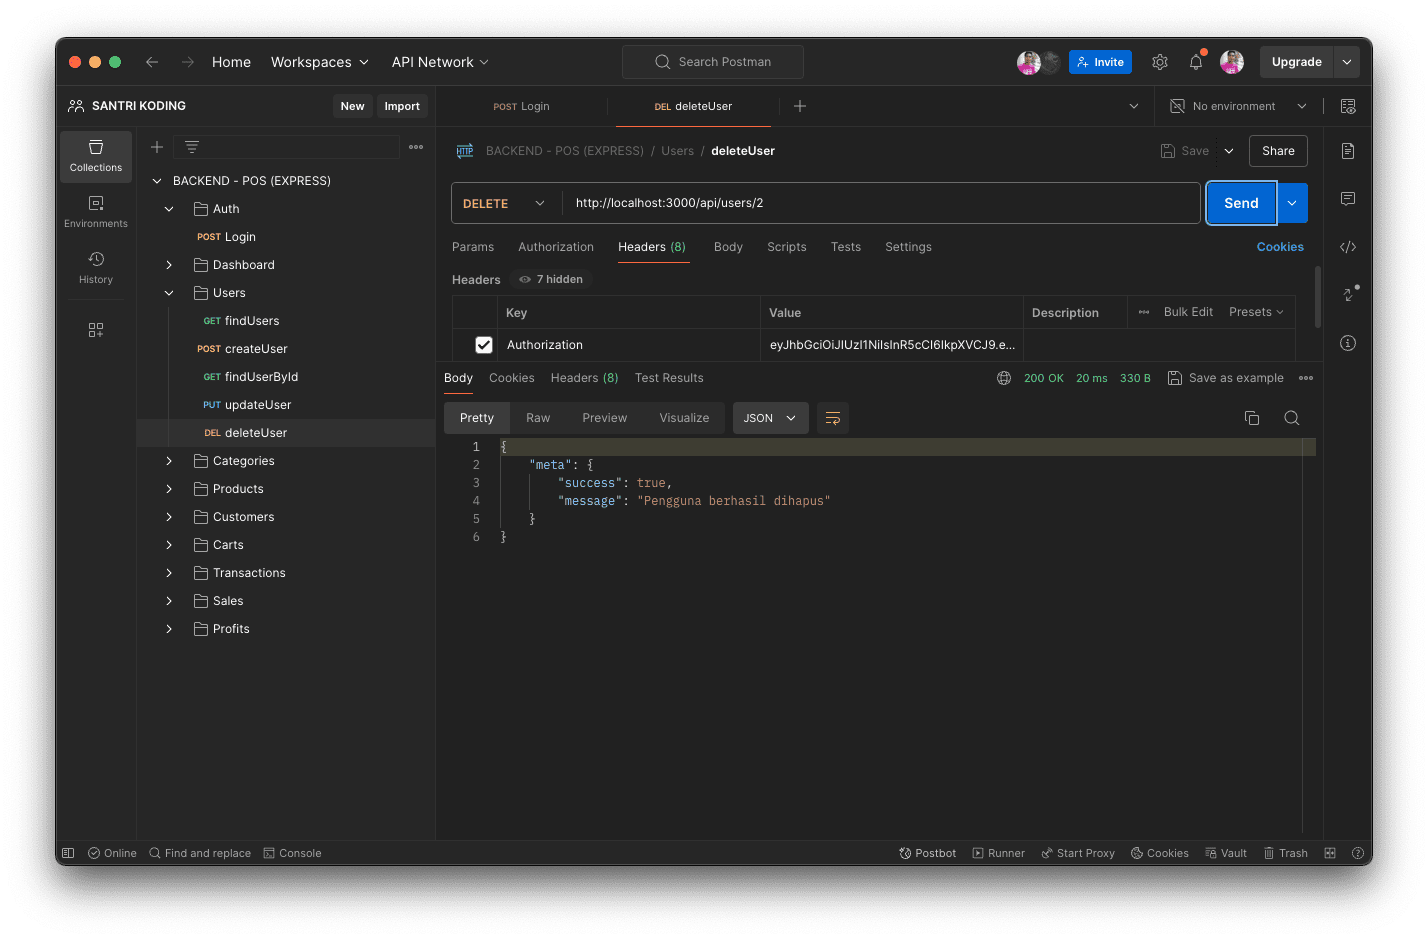 Home Workspaces API Network Search Postman Invite Upgrade
SANTRI KODING New Import
POST Login DEL deleteUser No environment
Collections
Environments
History
BACKEND - POS (EXPRESS)
Auth
POST Login
Dashboard
Users
GET findUsers
POST createUser
GET findUserById
PUT updateUser
DEL deleteUser
Categories
Products
Customers
Carts
Transactions
Sales
Profits
HTTP BACKEND - POS (EXPRESS) / Users / deleteUser Save Share
DELETE http://localhost:3000/api/users/2 Send
Params Authorization Headers (8) Body Scripts Tests Settings Cookies
Headers 7 hidden
Key Value Description Bulk Edit Presets
Authorization eyJhbGciOiJIUzI1NiIsInR5cCI6IkpXVCJ9.e...
Body Cookies Headers (8) Test Results 200 OK 20 ms 330 B Save as example
Pretty Raw Preview Visualize JSON
1 {
2 "meta": {
3 "success": true,
4 "message": "Pengguna berhasil dihapus"
5 }
6 }
Online Find and replace Console Postbot Runner Start Proxy Cookies Vault Trash